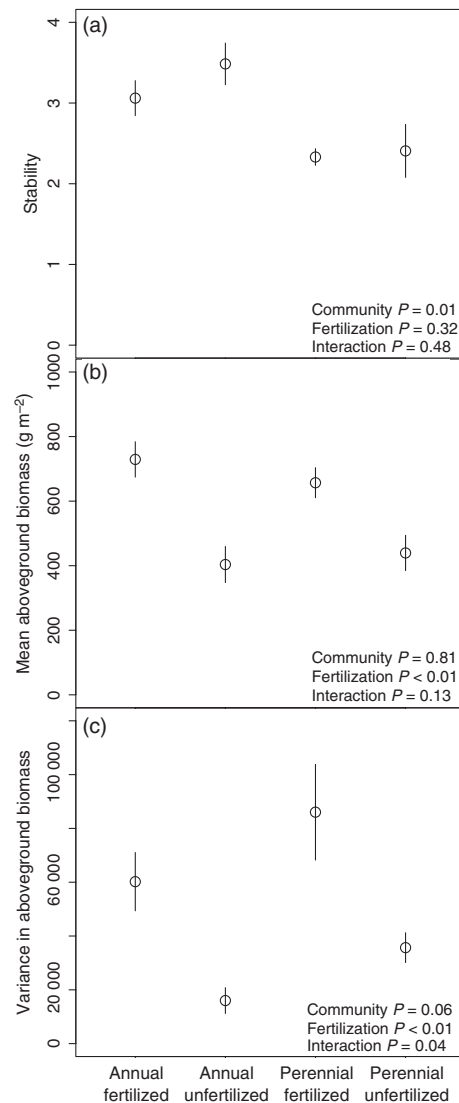 (a)
4
3
2
1
0
Stability
Community P = 0.01
Fertilization P = 0.32
Interaction P = 0.48
(b)
1000
800
600
400
200
0
Mean aboveground biomass (g m−2)
Community P = 0.81
Fertilization P < 0.01
Interaction P = 0.13
(c)
100 000
60 000
20 000
0
Variance in aboveground biomass
Community P = 0.06
Fertilization P < 0.01
Interaction P = 0.04
Annual fertilized
Annual unfertilized
Perennial fertilized
Perennial unfertilized